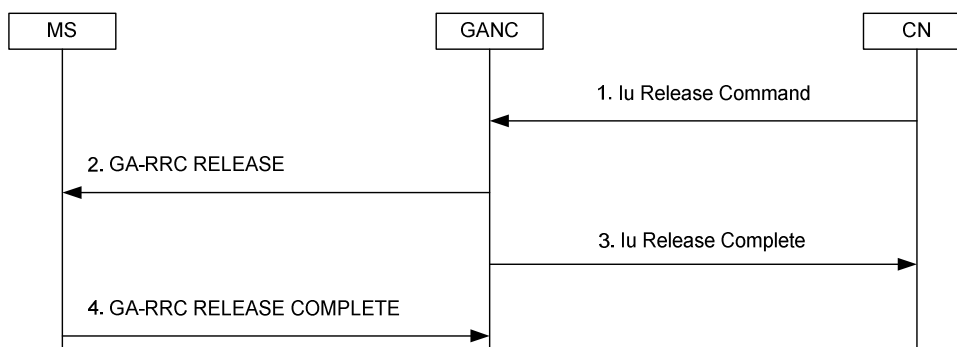 MS
GANC
CN
1. Iu Release Command
2. GA-RRC RELEASE
3. Iu Release Complete
4. GA-RRC RELEASE COMPLETE